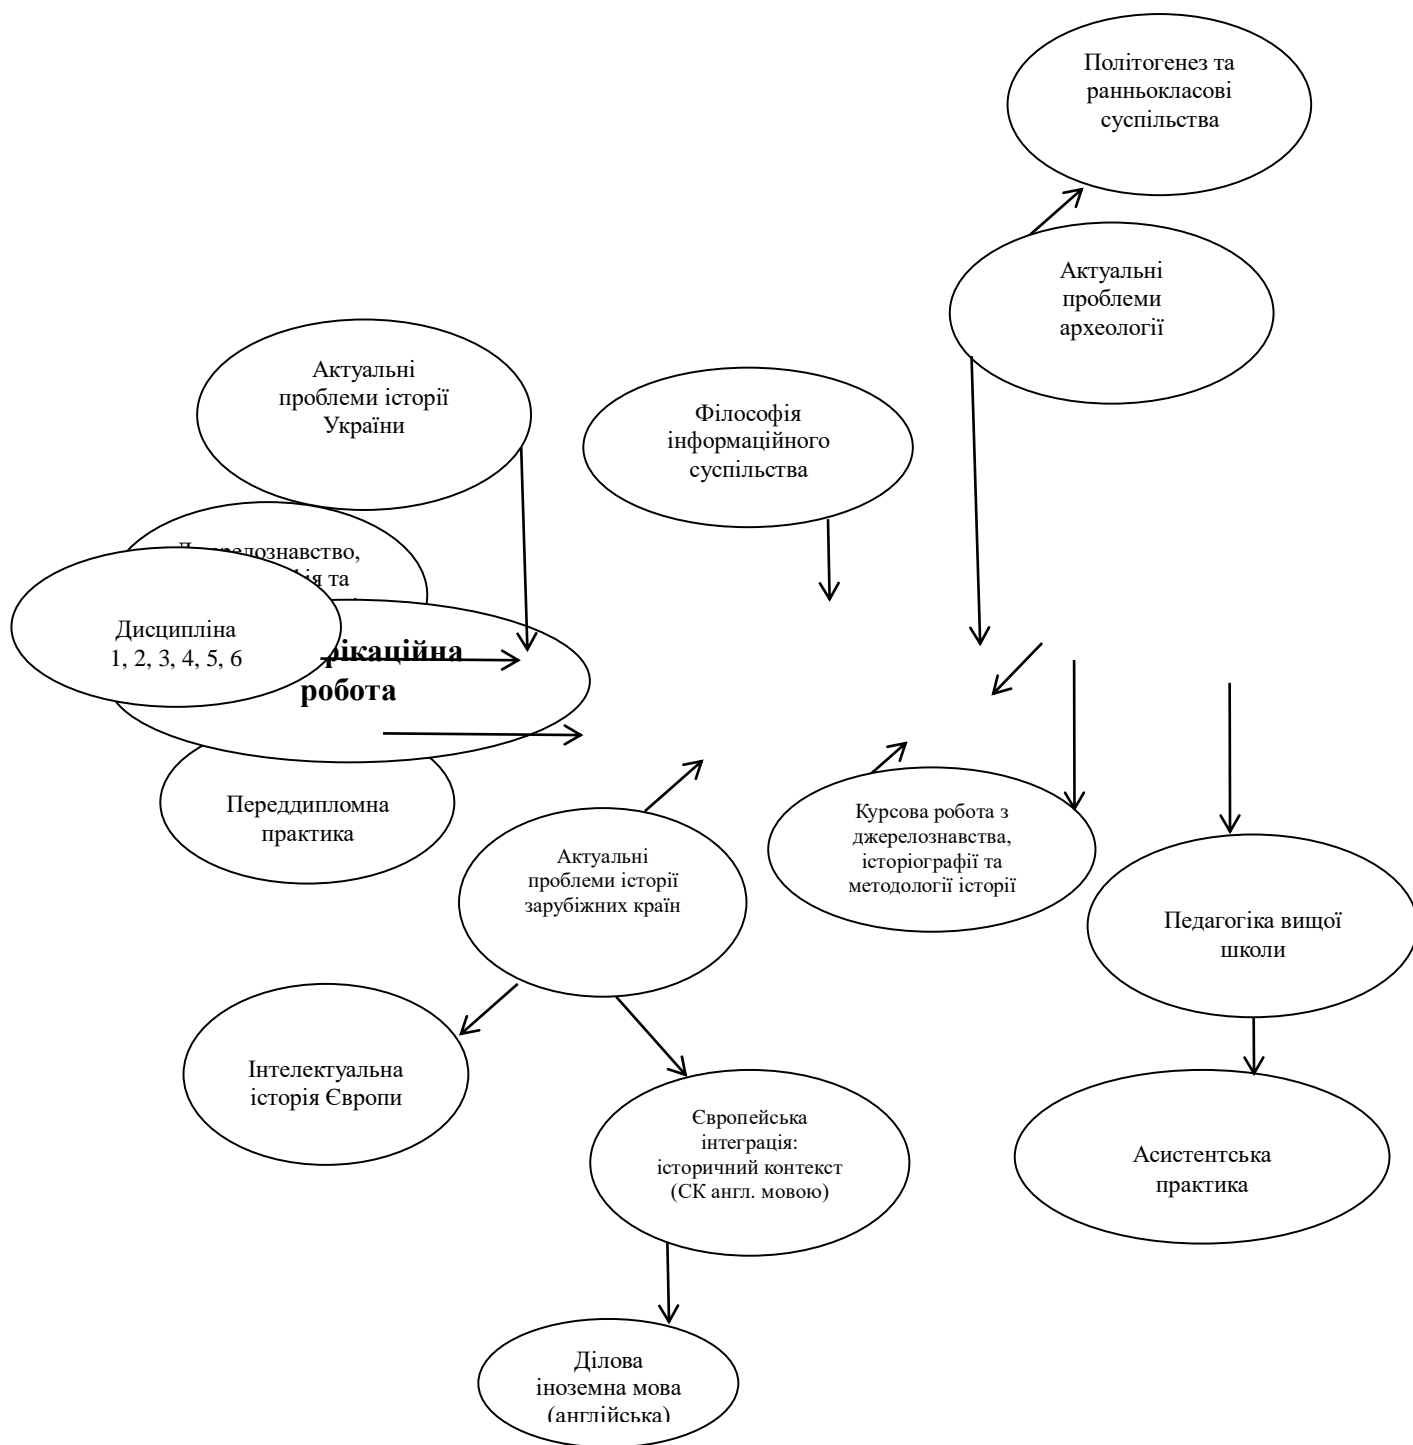 Політогенез та
ранньокласові
суспільства
Актуальні
проблеми
археології
Актуальні
проблеми історії
України
Філософія
інформаційного
суспільства
та
Дисципліна
1, 2, 3, 4, 5, 6
робота
Переддипломна
практика
Актуальні
проблеми історії
зарубіжних країн
Курсова робота з
джерелознавства,
історіографії та
методології історії
Педагогіка вищої
школи
Інтелектуальна
історія Європи
Європейська
інтеграція:
історичний контекст
(СК англ. мовою)
Асистентська
практика
Ділова
іноземна мова
(англійська)